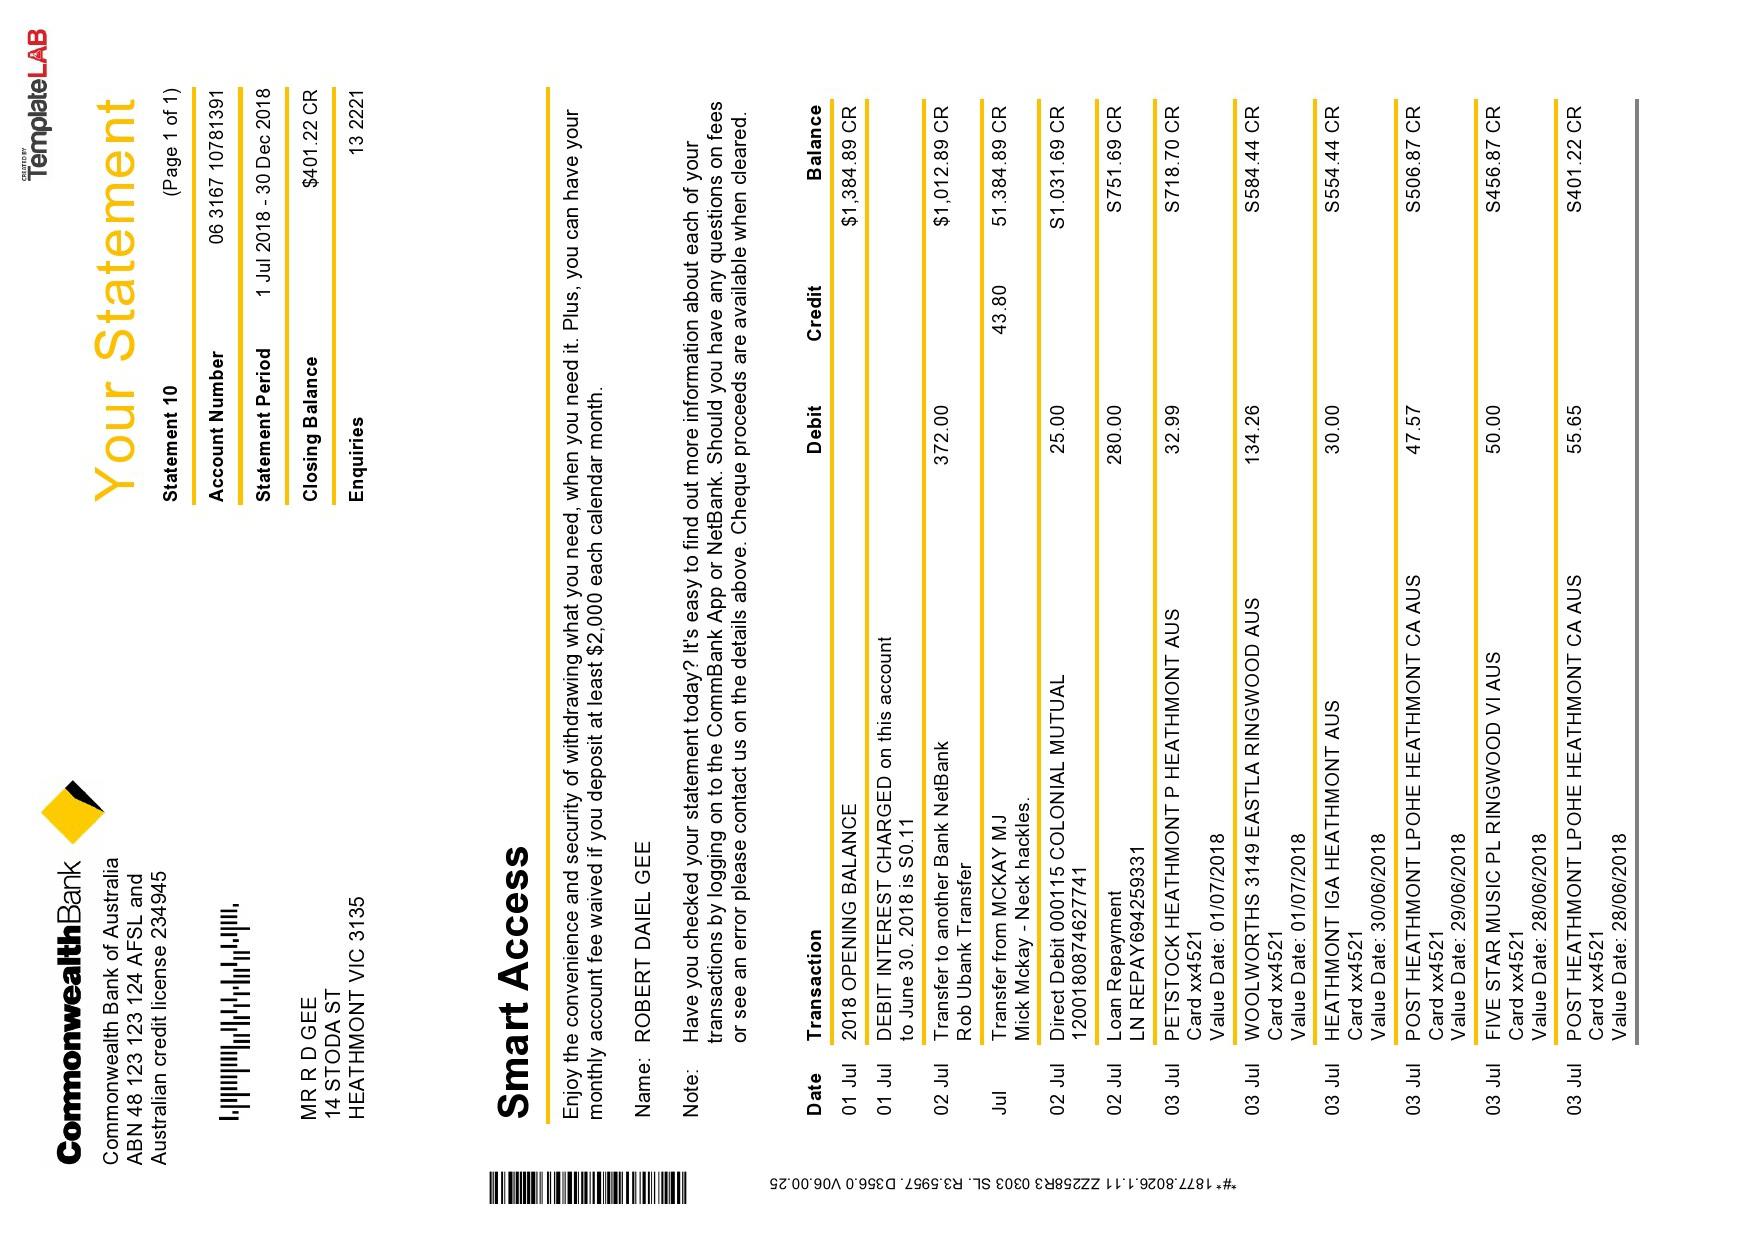 CREATED BY
TemplateLAB
CommonwealthBank
Commonwealth Bank of Australia
ABN 48 123 123 124 AFSL and
Australian credit license 234945
Your Statement
Statement 10 (Page 1 of 1)
Account Number 06 3167 10781391
Statement Period 1 Jul 2018 - 30 Dec 2018
Closing Balance $401.22 CR
Enquiries 13 2221
MR R D GEE
14 STODA ST
HEATHMONT VIC 3135
Smart Access
Enjoy the convenience and security of withdrawing what you need, when you need it. Plus, you can have your
monthly account fee waived if you deposit at least $2,000 each calendar month.
Name: ROBERT DAIEL GEE
Note: Have you checked your statement today? It's easy to find out more information about each of your
transactions by logging on to the CommBank App or NetBank. Should you have any questions on fees
or see an error please contact us on the details above. Cheque proceeds are available when cleared.
Date Transaction Debit Credit Balance
01 Jul 2018 OPENING BALANCE $1,384.89 CR
01 Jul DEBIT INTEREST CHARGED on this account
to June 30. 2018 is S0.11
02 Jul Transfer to another Bank NetBank 372.00 $1,012.89 CR
Rob Ubank Transfer
Jul Transfer from MCKAY MJ 43.80 51.384.89 CR
Mick Mckay - Neck hackles.
02 Jul Direct Debit 000115 COLONIAL MUTUAL 25.00 S1.031.69 CR
12001808746277​41
02 Jul Loan Repayment 280.00 S751.69 CR
LN REPAY694259331
03 Jul PETSTOCK HEATHMONT P HEATHMONT AUS 32.99 S718.70 CR
Card xx4521
Value Date: 01/07/2018
03 Jul WOOLWORTHS 3149 EASTLA RINGWOOD AUS 134.26 S584.44 CR
Card xx4521
Value Date: 01/07/2018
03 Jul HEATHMONT IGA HEATHMONT AUS 30.00 S554.44 CR
Card xx4521
Value Date: 30/06/2018
03 Jul POST HEATHMONT LPOHE HEATHMONT CA AUS 47.57 S506.87 CR
Card xx4521
Value Date: 29/06/2018
03 Jul FIVE STAR MUSIC PL RINGWOOD VI AUS 50.00 S456.87 CR
Card xx4521
Value Date: 28/06/2018
03 Jul POST HEATHMONT LPOHE HEATHMONT CA AUS 55.65 S401.22 CR
Card xx4521
Value Date: 28/06/2018
*#* 1877.8026.1.11 ZZ258R3 0303 SL. R3.5957. D356.0 V06.00.25